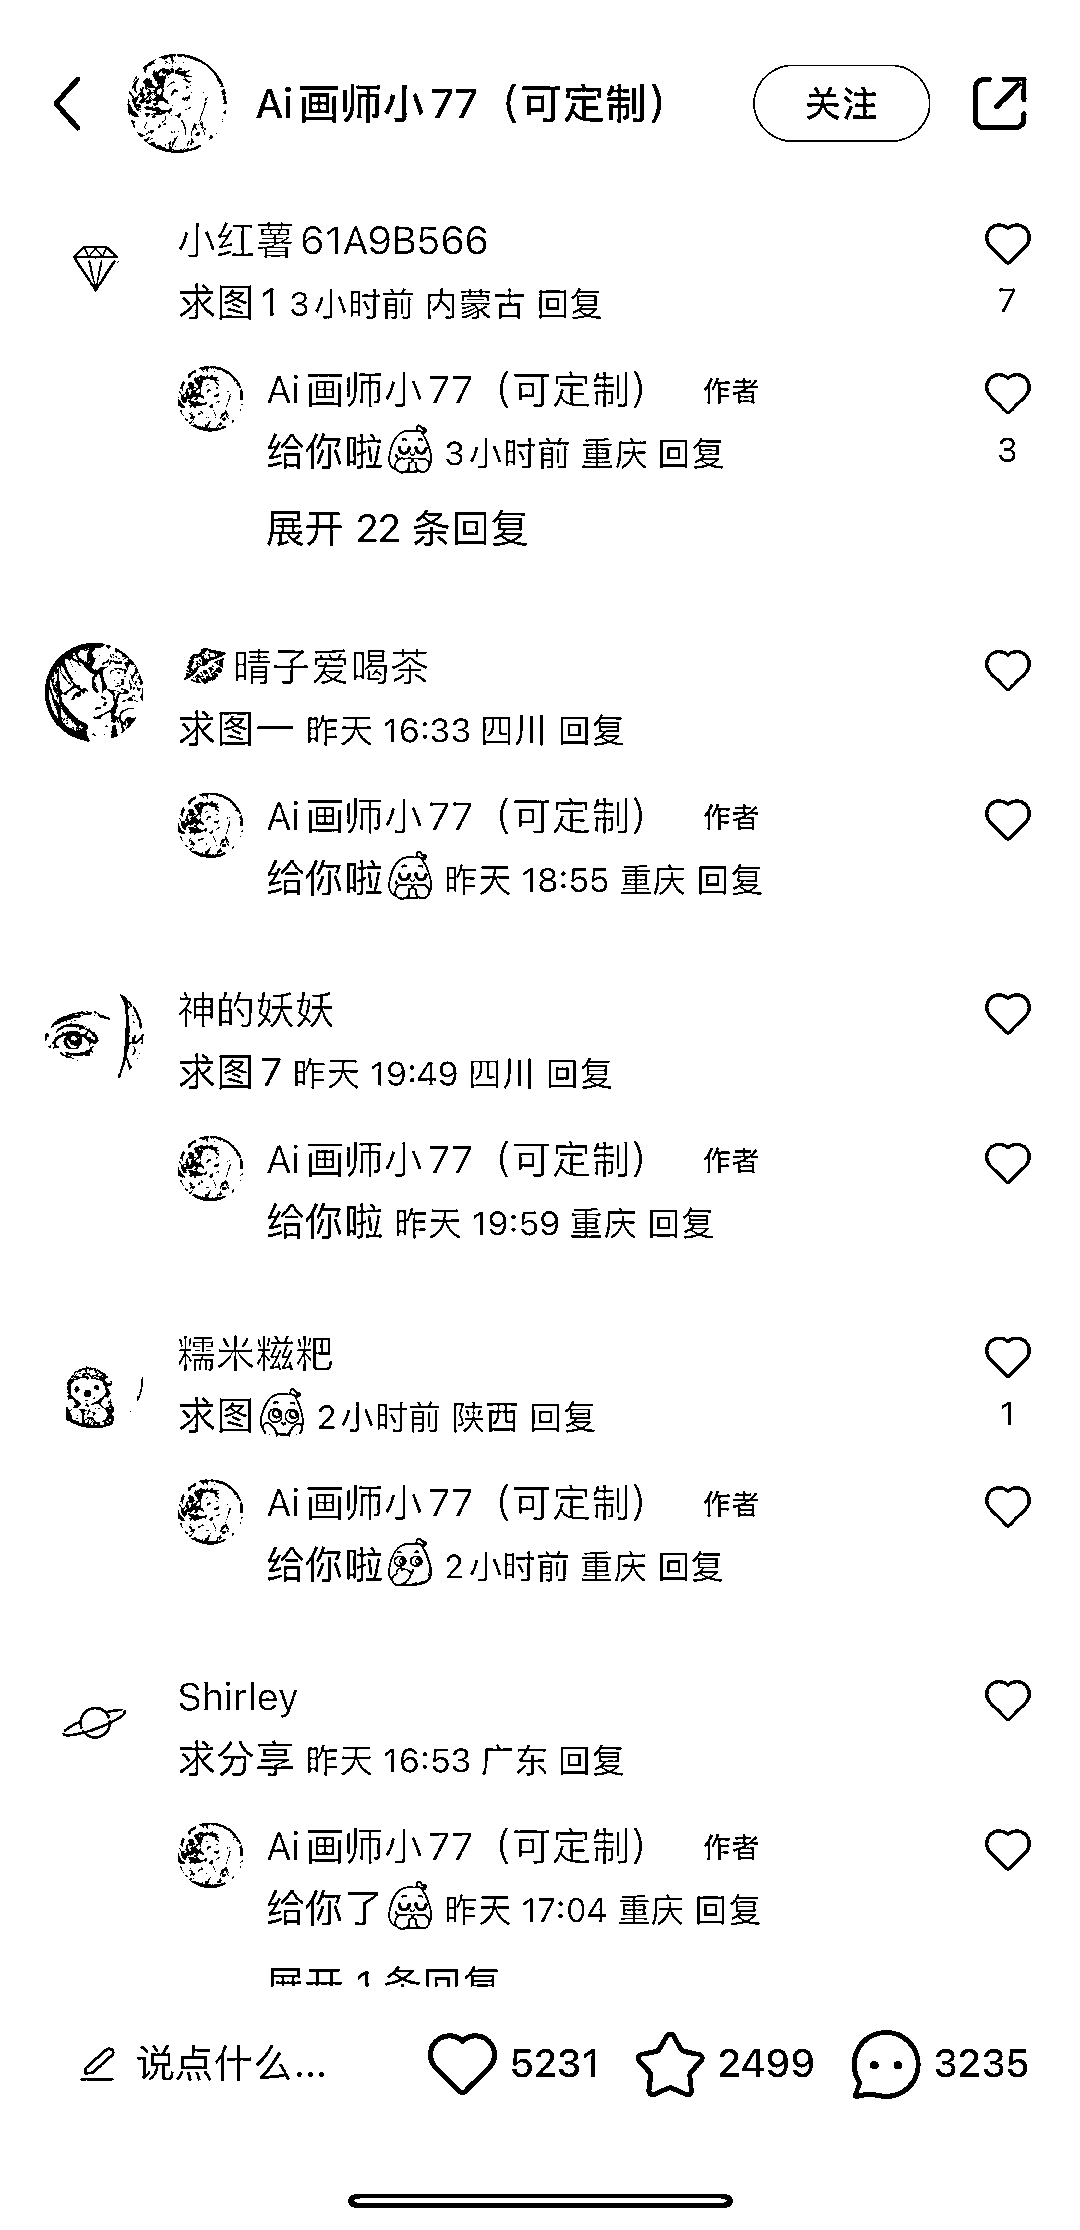 Ai画师小77（可定制）
关注
小红薯61A9B566
求图1 3小时前 内蒙古 回复
7
Ai画师小77（可定制） 作者
给你啦 3小时前 重庆 回复
3
展开 22 条回复
晴子爱喝茶
求图一 昨天 16:33 四川 回复
Ai画师小77（可定制） 作者
给你啦 昨天 18:55 重庆 回复
神的妖妖
求图7 昨天 19:49 四川 回复
Ai画师小77（可定制） 作者
给你啦 昨天 19:59 重庆 回复
糯米糍粑
求图 2小时前 陕西 回复
1
Ai画师小77（可定制） 作者
给你啦 2小时前 重庆 回复
Shirley
求分享 昨天 16:53 广东 回复
Ai画师小77（可定制） 作者
给你了 昨天 17:04 重庆 回复
展开 1 条回复
说点什么... 5231 2499 3235